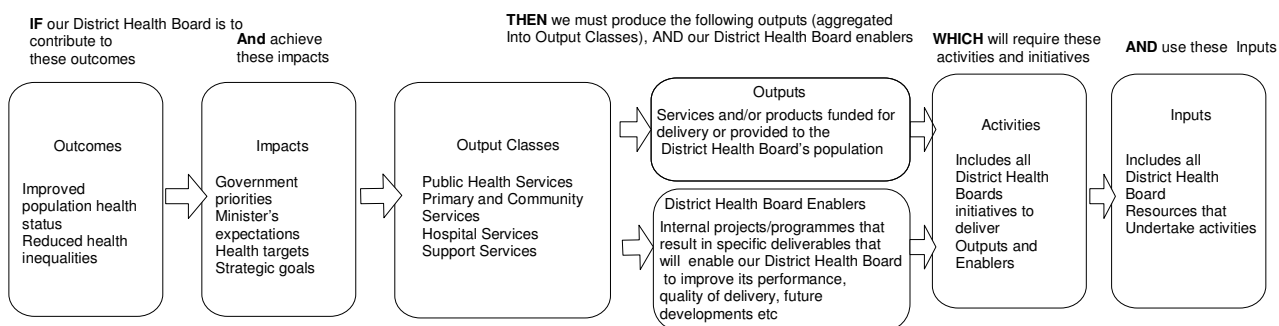 IF our District Health Board is to
contribute to
these outcomes
And achieve
these impacts
THEN we must produce the following outputs (aggregated
Into Output Classes), AND our District Health Board enablers
WHICH will require these
activities and initiatives
AND use these Inputs
Outcomes
Improved
population health
status
Reduced health
inequalities
Impacts
Government
priorities
Minister's
expectations
Health targets
Strategic goals
Output Classes
Public Health Services
Primary and Community
Services
Hospital Services
Support Services
Outputs
Services and/or products funded for
delivery or provided to the
District Health Board's population
District Health Board Enablers
Internal projects/programmes that
result in specific deliverables that
will enable our District Health Board
to improve its performance,
quality of delivery, future
developments etc
Activities
Includes all
District Health
Boards
initiatives to
deliver
Outputs and
Enablers
Inputs
Includes all
District Health
Board
Resources that
Undertake activities